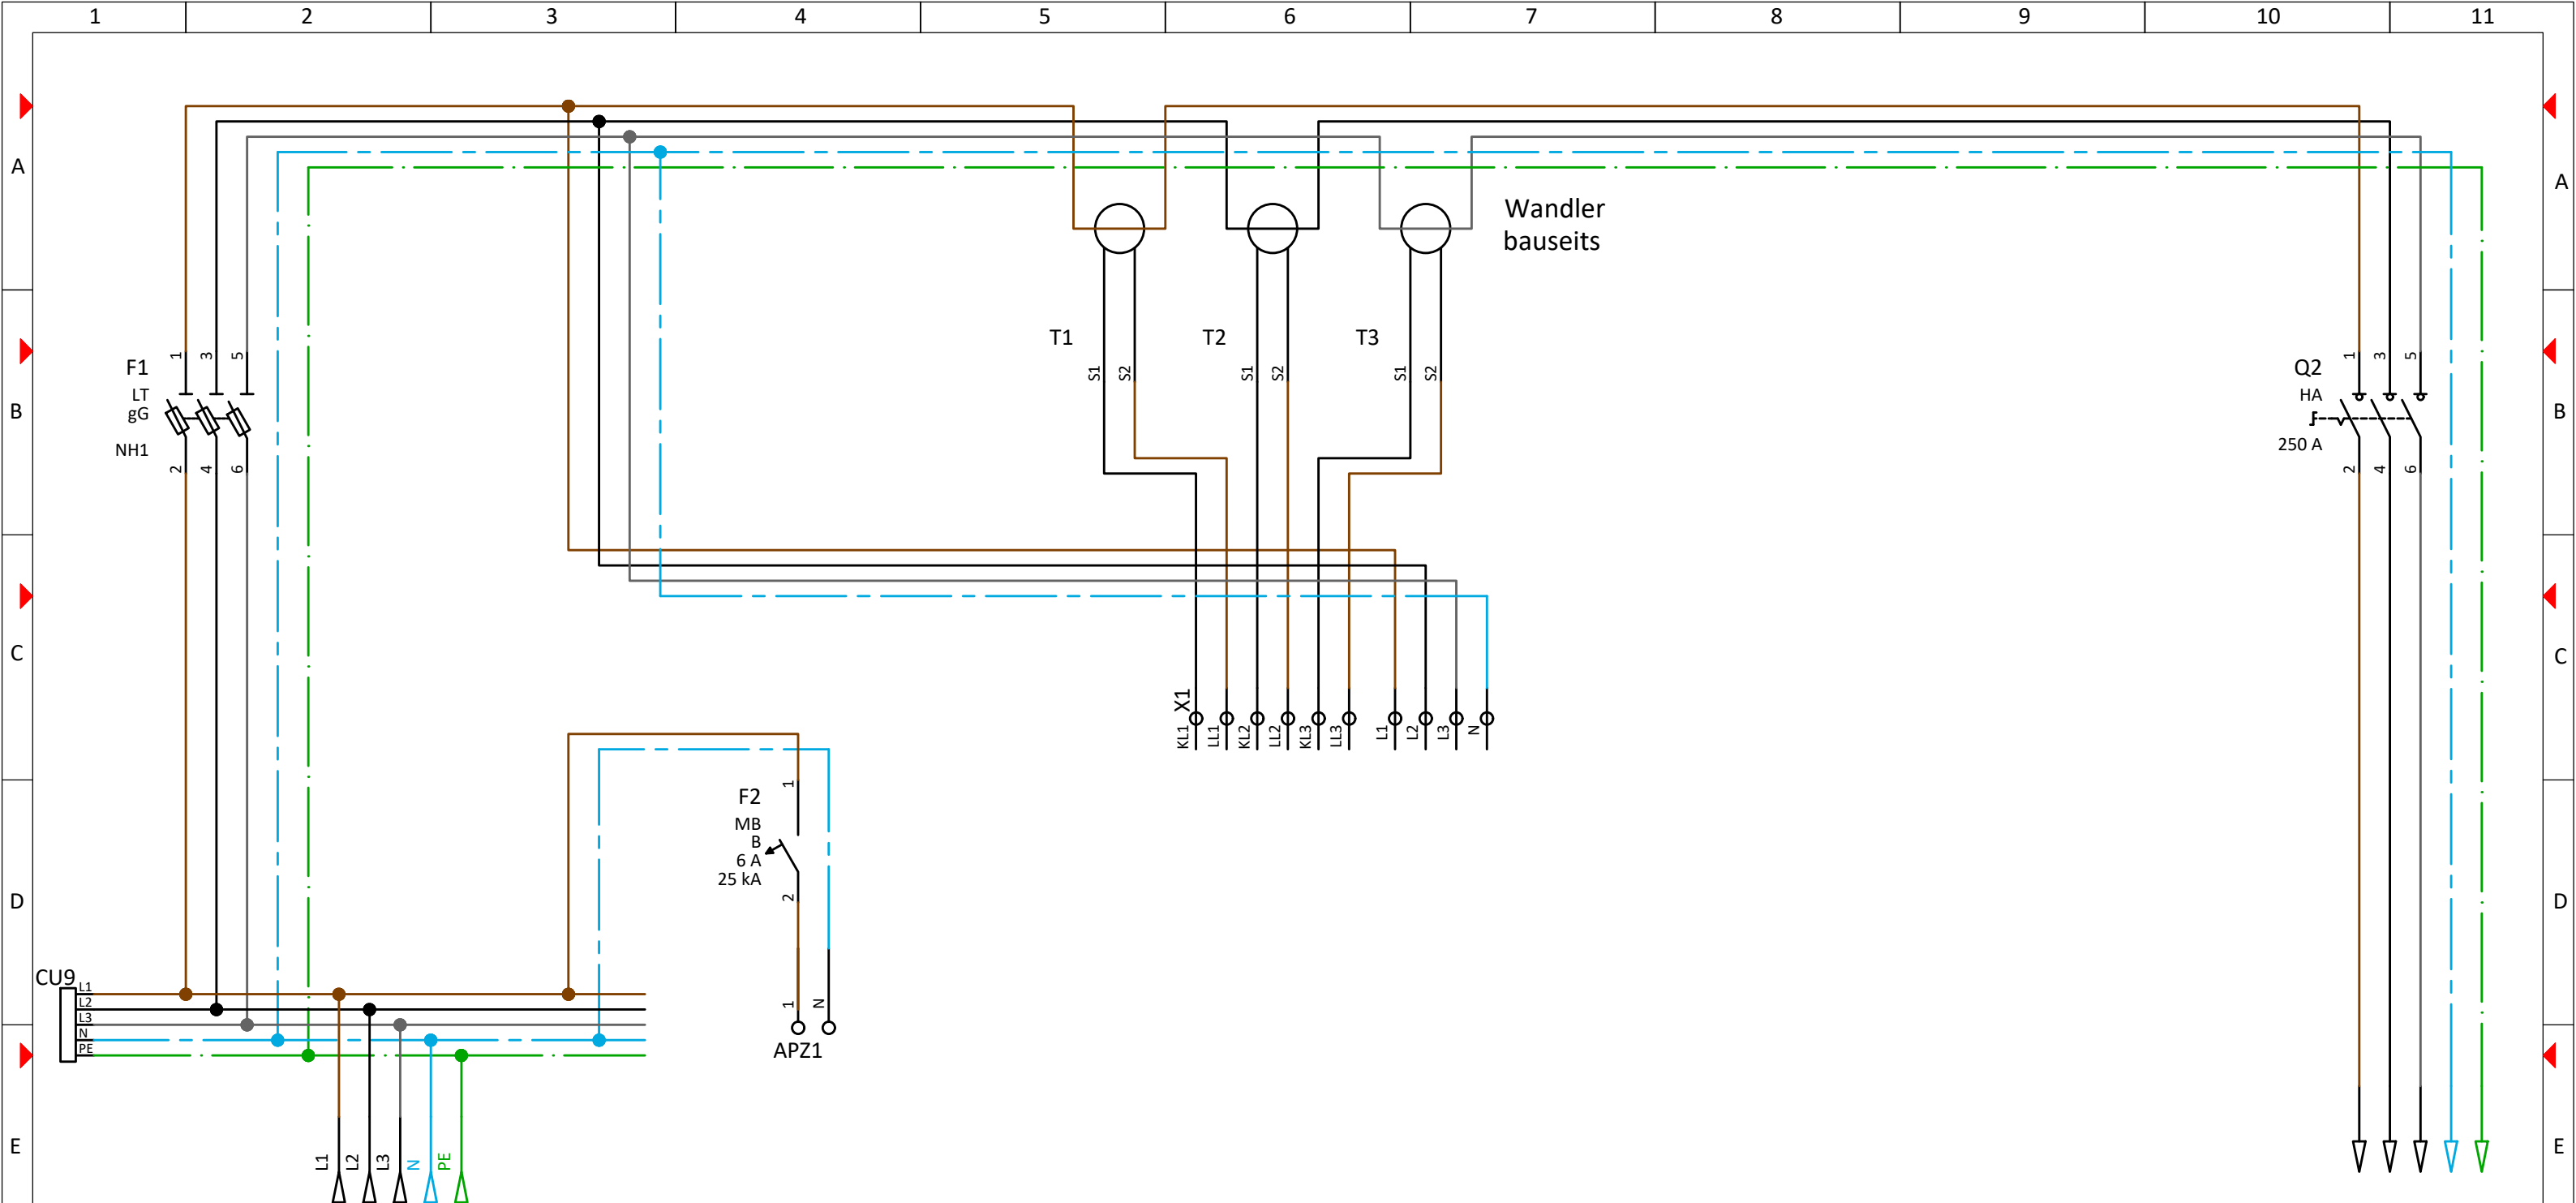 1 2 3 4 5 6 7 8 9 10 11
A A
Wandler
bauseits
T1 T2 T3
S1 S2 S1 S2 S1 S2
F1 1 3 5
LT
gG
NH1
2 4 6
Q2 1 3 5
HA
250 A
2 4 6
B B
C C
X1
KL1 LL1 KL2 LL2 KL3 LL3 L1 L2 L3 N
F2 1
MB
B
6 A
25 kA
2
D D
CU9
L1
L2
L3
N
PE
1 N
APZ1
E E
L1 L2 L3 N PE